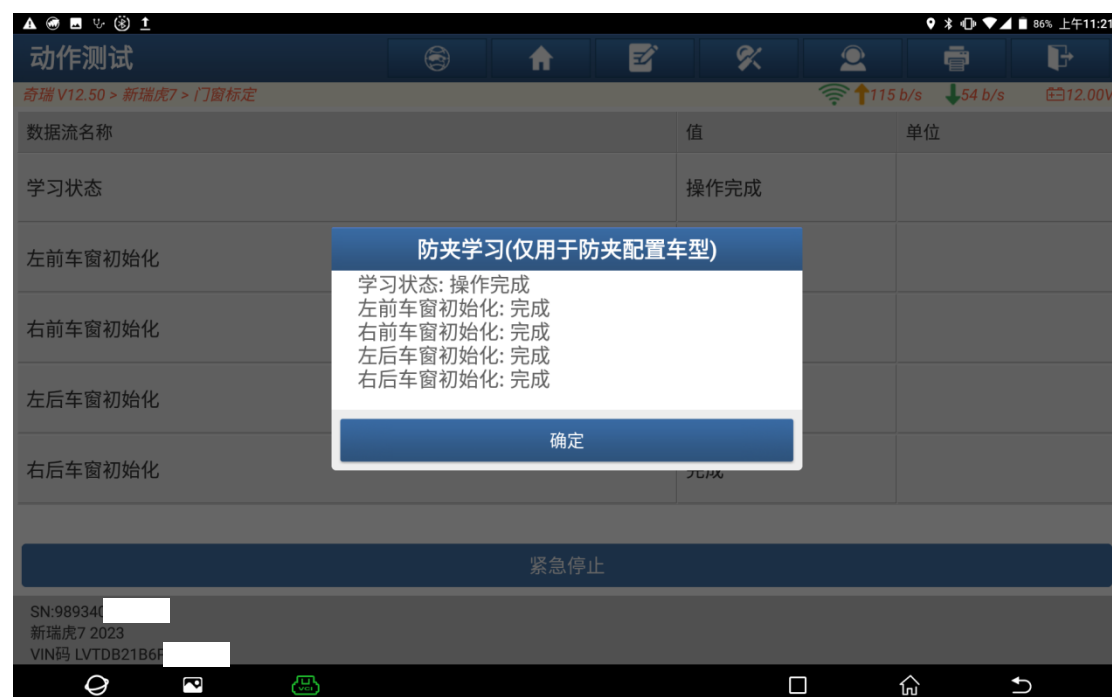 86% 上午11:21
动作测试
奇瑞 V12.50 > 新瑞虎7 > 门窗标定
115 b/s 54 b/s 12.00V
数据流名称 值 单位
学习状态 操作完成
左前车窗初始化
右前车窗初始化
左后车窗初始化
右后车窗初始化 完成
防夹学习(仅用于防夹配置车型)
学习状态: 操作完成
左前车窗初始化: 完成
右前车窗初始化: 完成
左后车窗初始化: 完成
右后车窗初始化: 完成
确定
紧急停止
SN:989340
新瑞虎7 2023
VIN码 LVTDB21B6
VCI